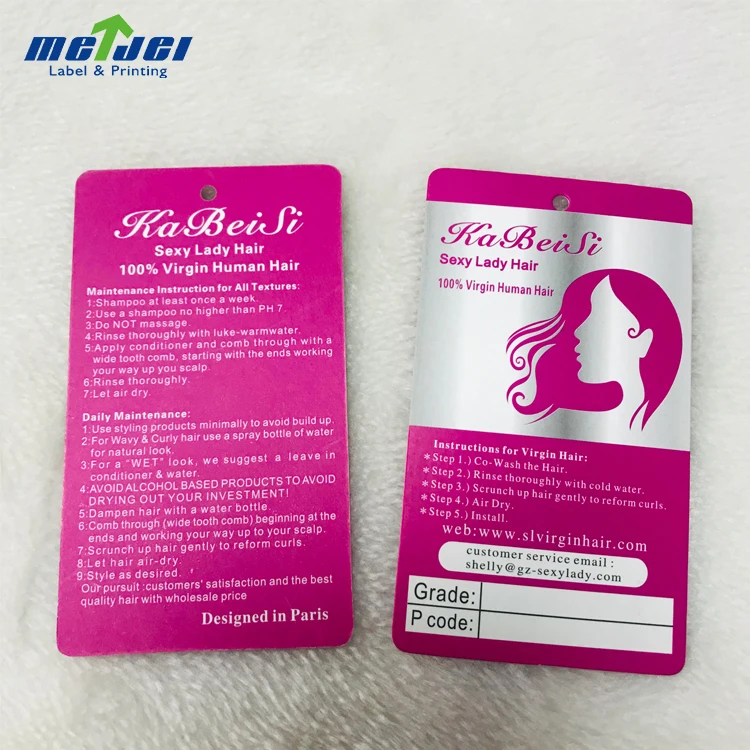 meijei
Label & Printing
KaBeiSi
Sexy Lady Hair
100% Virgin Human Hair
Maintenance Instruction for All Textures:
1:Shampoo at least once a week.
2:Use a shampoo no higher than PH 7.
3:Do NOT massage.
4:Rinse thoroughly with luke-warmwater.
5:Apply conditioner and comb through with a
wide tooth comb, starting with the ends working
your way up you scalp.
6:Rinse thoroughly.
7:Let air dry.
Daily Maintenance:
1:Use styling products minimally to avoid build up.
2:For Wavy & Curly hair use a spray bottle of water
for natural look.
3:For a "WET" look, we suggest a leave in
conditioner & water.
4:AVOID ALCOHOL BASED PRODUCTS TO AVOID
DRYING OUT YOUR INVESTMENT!
5:Dampen hair with a water bottle.
6:Comb through (wide tooth comb) beginning at the
ends and working your way up to your scalp.
7:Scrunch up hair gently to reform curls.
8:Let hair air-dry.
9:Style as desired.
Our pursuit :customers' satisfaction and the best
quality hair with wholesale price
Designed in Paris
KaBeiSi
Sexy Lady Hair
100% Virgin Human Hair
Instructions for Virgin Hair:
*Step 1.) Co-Wash the Hair.
*Step 2.) Rinse thoroughly with cold water.
*Step 3.) Scrunch up hair gently to reform curls.
*Step 4.) Air Dry.
*Step 5.) Install.
web:www.slvirginhair.com
customer service email :
shelly@gz-sexylady.com
Grade:
P code: